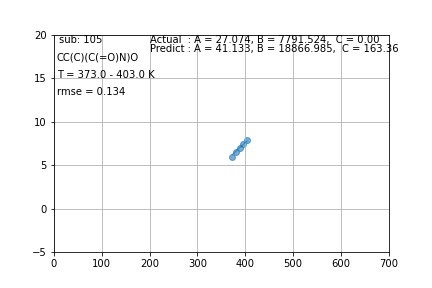 sub: 105
Actual : A = 27.074, B = 7791.524, C = 0.00
Predict : A = 41.133, B = 18866.985, C = 163.36
CC(C)(C(=O)N)O
T = 373.0 - 403.0 K
rmse = 0.134
20
15
10
5
0
−5
0 100 200 300 400 500 600 700